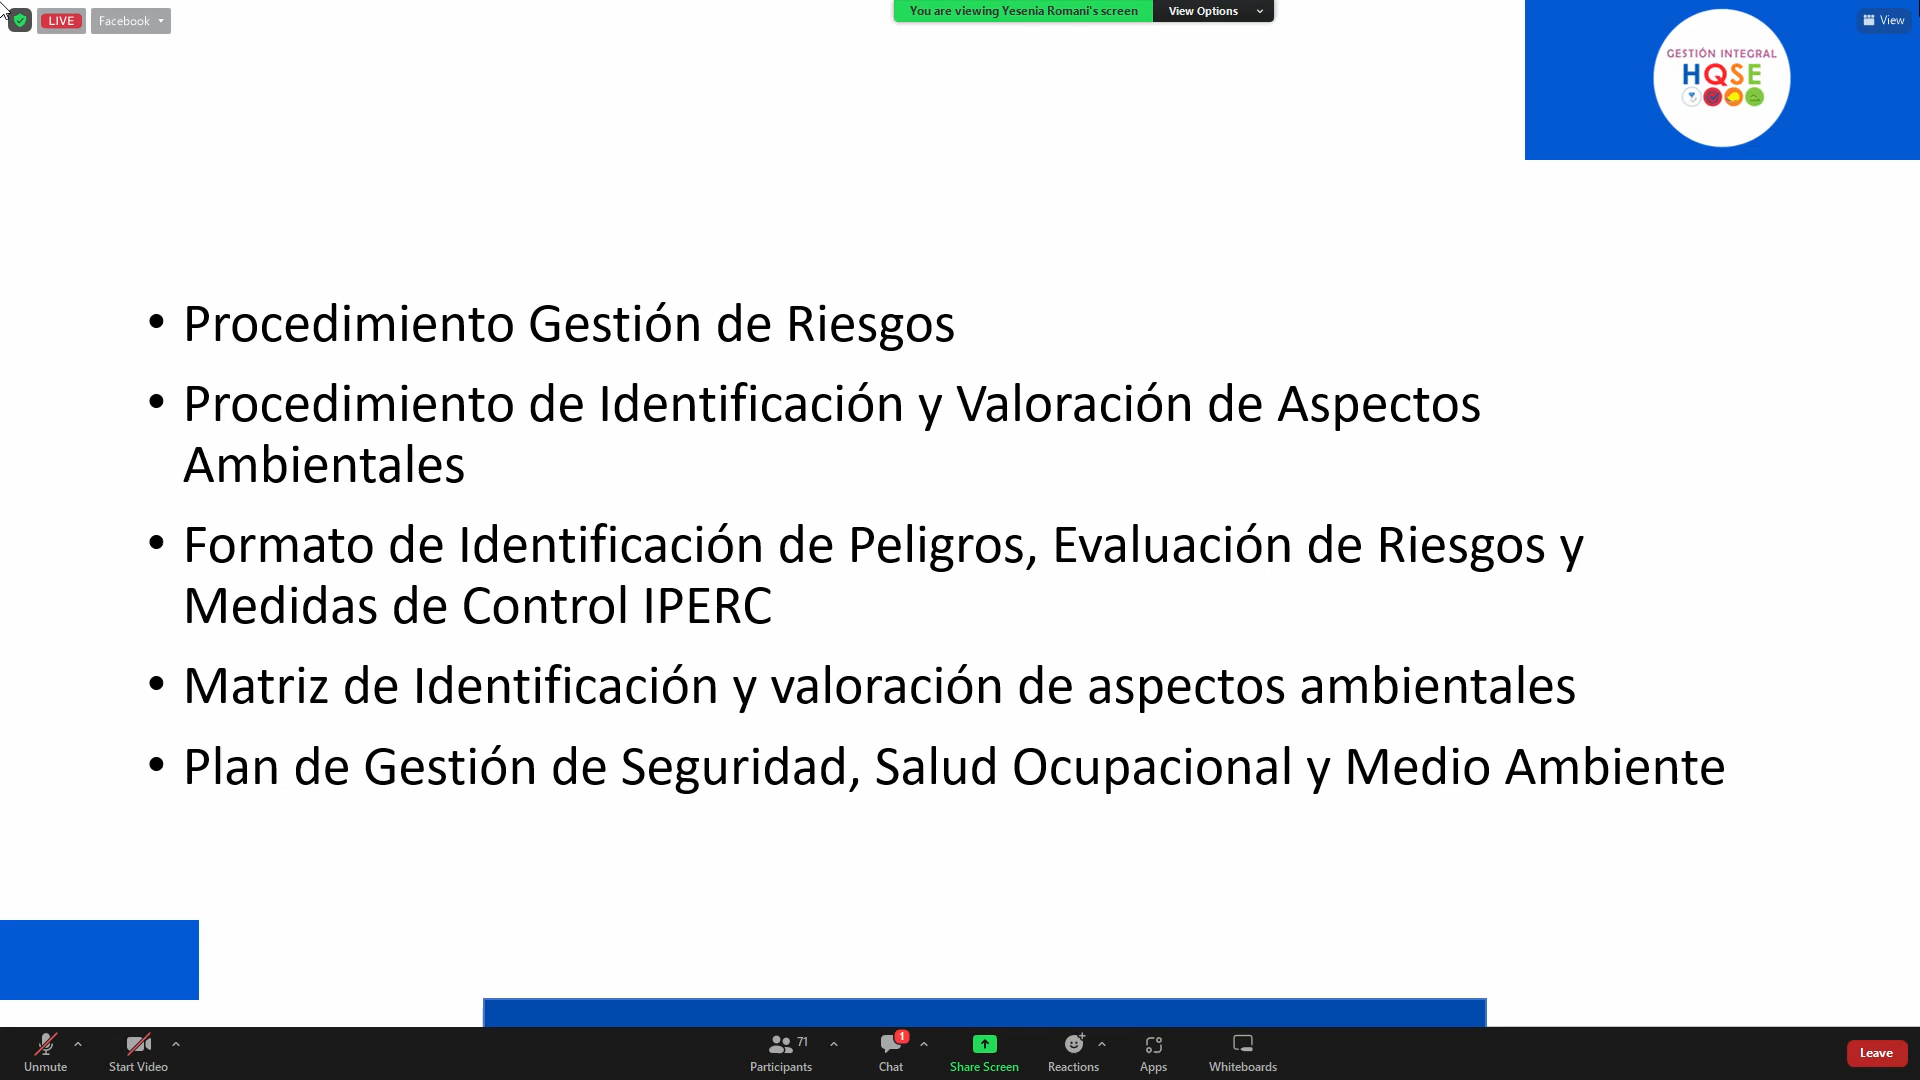 LIVE
Facebook
You are viewing Yesenia Romani's screen
View Options
View
GESTIÓN INTEGRAL
HQSE
• Procedimiento Gestión de Riesgos
• Procedimiento de Identificación y Valoración de Aspectos
Ambientales
• Formato de Identificación de Peligros, Evaluación de Riesgos y
Medidas de Control IPERC
• Matriz de Identificación y valoración de aspectos ambientales
• Plan de Gestión de Seguridad, Salud Ocupacional y Medio Ambiente
Unmute
Start Video
71
Participants
1
Chat
Share Screen
Reactions
Apps
Whiteboards
Leave